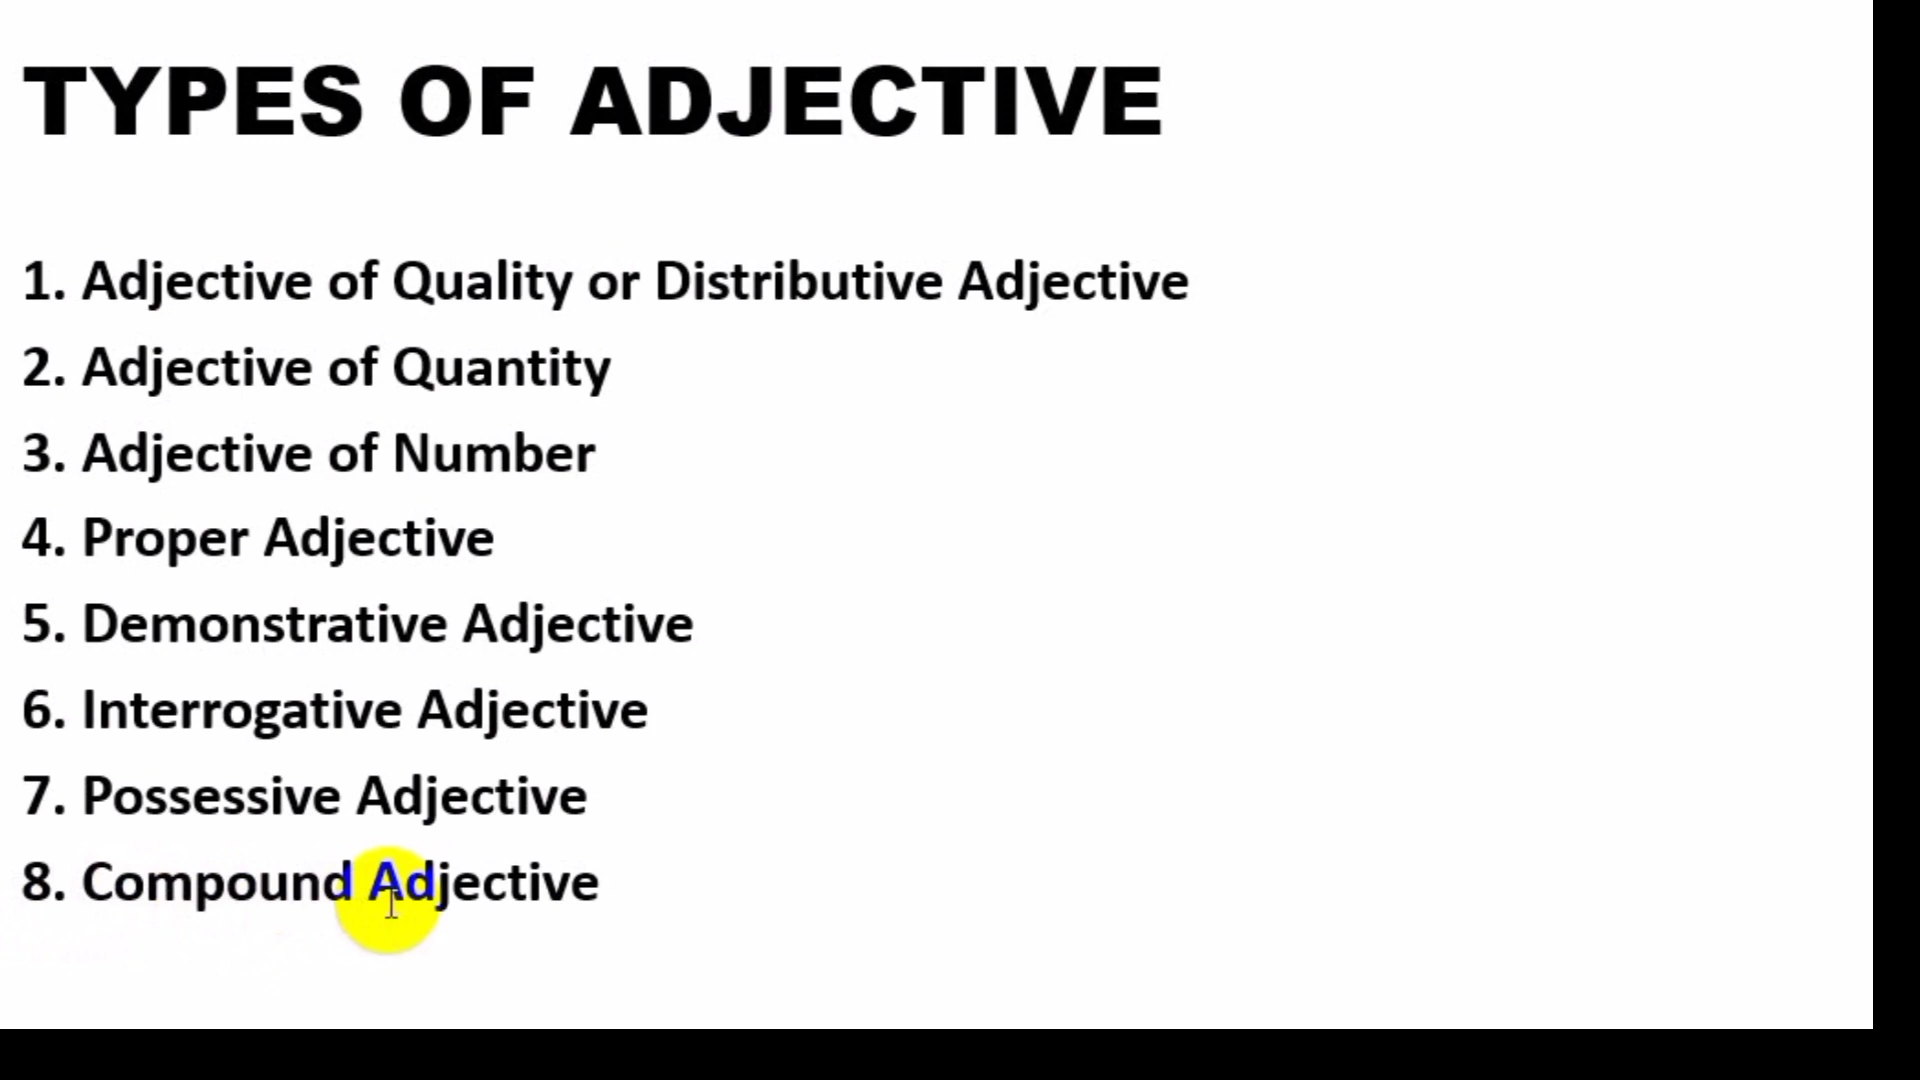 TYPES OF ADJECTIVE
1. Adjective of Quality or Distributive Adjective
2. Adjective of Quantity
3. Adjective of Number
4. Proper Adjective
5. Demonstrative Adjective
6. Interrogative Adjective
7. Possessive Adjective
8. Compound Adjective